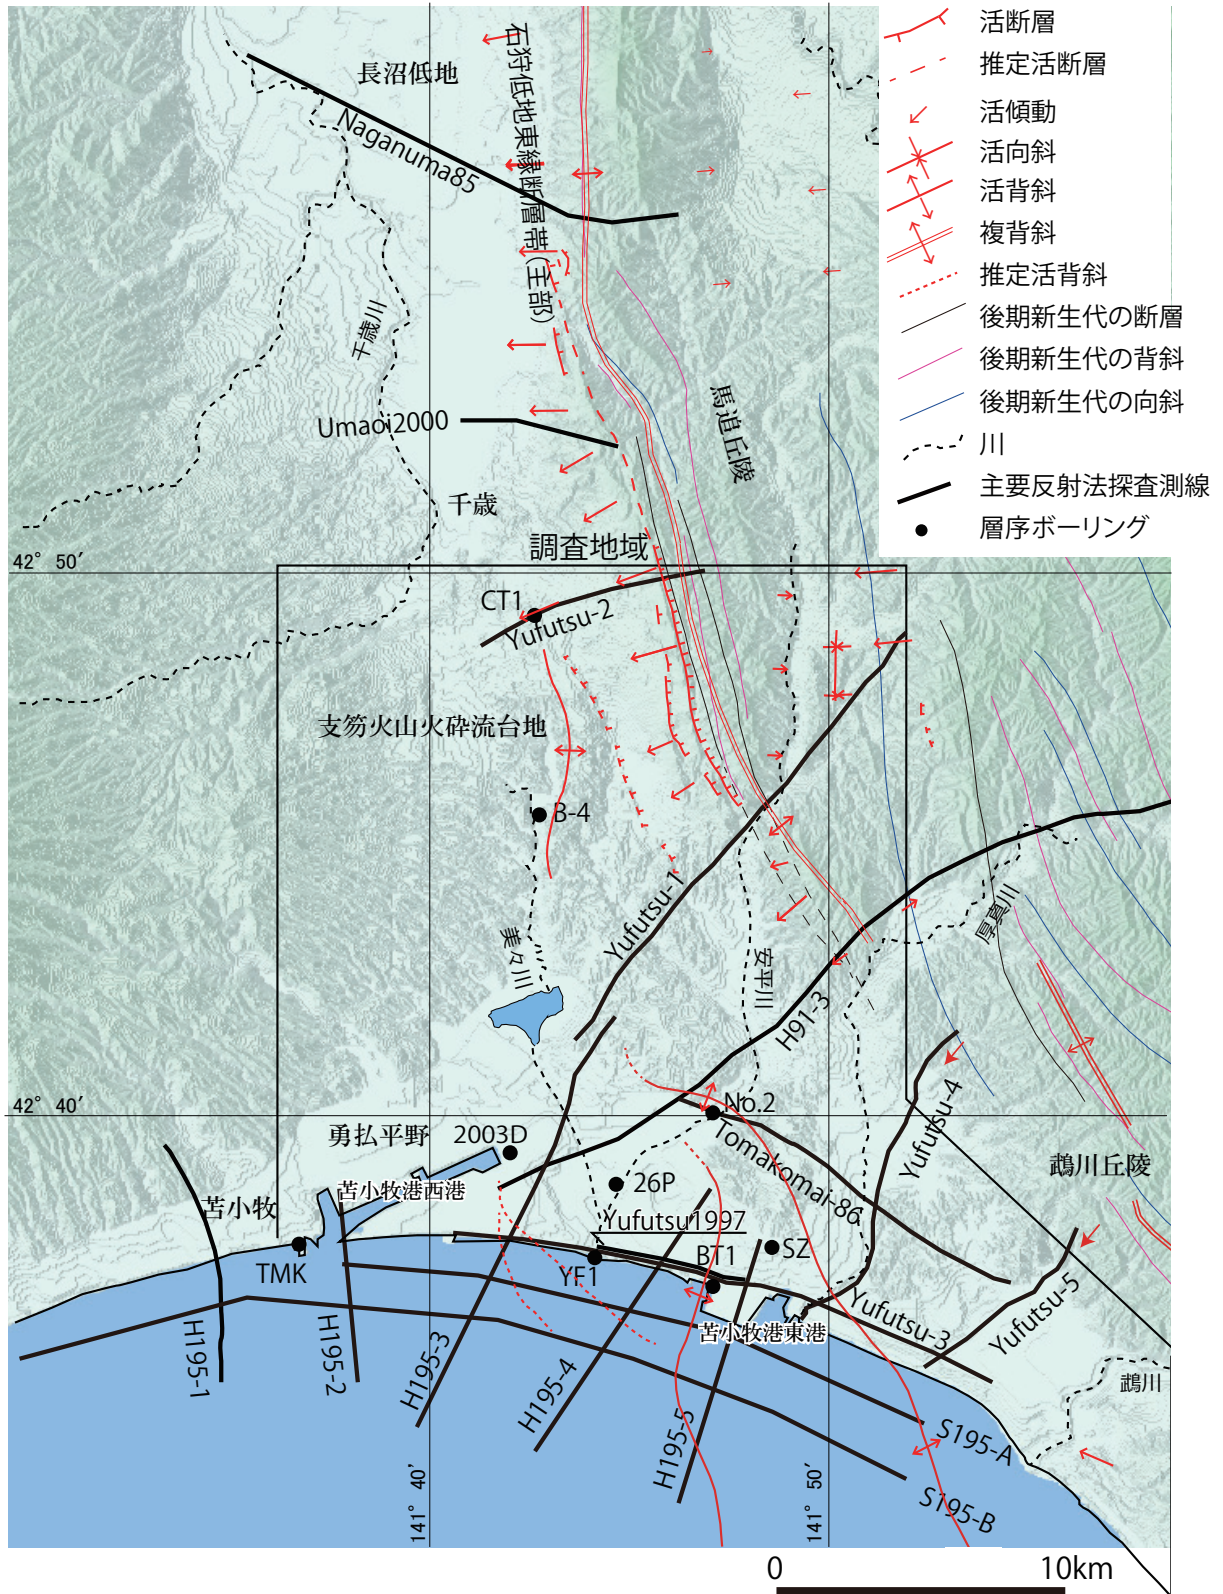 活断層
推定活断層
活傾動
活向斜
活背斜
複背斜
推定活背斜
後期新生代の断層
後期新生代の背斜
後期新生代の向斜
川
主要反射法探査測線
層序ボーリング
長沼低地
石狩低地東縁断層帯(主部)
Naganuma85
千歳川
馬追丘陵
Umaoi2000
千歳
調査地域
42° 50′
CT1
Yufutsu-2
支笏火山火砕流台地
B-4
Yufutsu-1
美々川
安平川
厚真川
H91-3
42° 40′
No.2
Yufutsu-4
勇払平野
2003D
Tomakomai-86
鵡川丘陵
苫小牧港西港
26P
苫小牧
Yufutsu1997
BT1
SZ
TMK
YF1
Yufutsu-3
Yufutsu-5
苫小牧港東港
H195-1
H195-2
H195-3
H195-4
H195-5
鵡川
S195-A
S195-B
141° 40′
141° 50′
0
10km